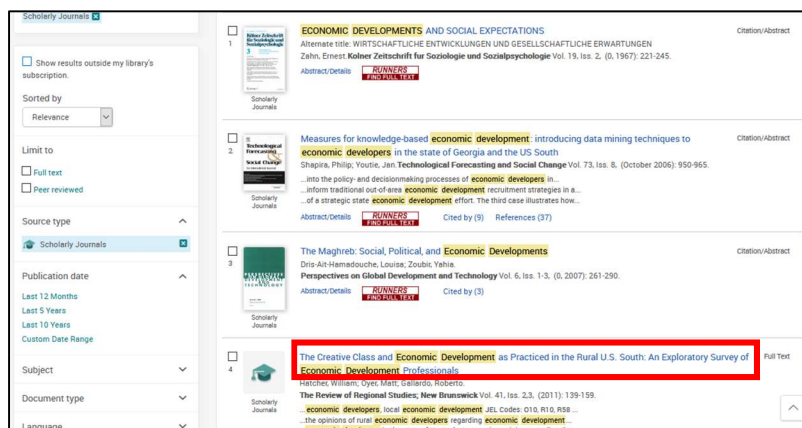 Scholarly Journals
Show results outside my library's
subscription.
Sorted by
Relevance
Limit to
Full text
Peer reviewed
Source type
Scholarly Journals
Publication date
Last 12 Months
Last 5 Years
Last 10 Years
Custom Date Range
Subject
Document type
Language
1
ECONOMIC DEVELOPMENTS AND SOCIAL EXPECTATIONS
Citation/Abstract
Alternate title: WIRTSCHAFTLICHE ENTWICKLUNGEN UND GESELLSCHAFTLICHE ERWARTUNGEN
Zahn, Ernest. Kolner Zeitschrift fur Soziologie und Sozialpsychologie Vol. 19, Iss. 2, (0, 1967): 221-245.
Abstract/Details RUNNERS
FIND FULL TEXT
Scholarly
Journals
2
Technological
Forecasting
Social Change
Measures for knowledge-based economic development: introducing data mining techniques to
Citation/Abstract
economic developers in the state of Georgia and the US South
Shapira, Philip; Youtie, Jan. Technological Forecasting and Social Change Vol. 73, Iss. 8, (October 2006): 950-965.
...into the policy- and decisionmaking processes of economic developers in...
...inform traditional out-of-area economic development recruitment strategies in a...
...of a strategic state economic development effort. The third case illustrates how...
Abstract/Details RUNNERS
FIND FULL TEXT
Cited by (9) References (37)
Scholarly
Journals
3
The Maghreb: Social, Political, and Economic Developments
Citation/Abstract
Dris-Ait-Hamadouche, Louisa; Zoubir, Yahia.
Perspectives on Global Development and Technology Vol. 6, Iss. 1-3, (0, 2007): 261-290.
Abstract/Details RUNNERS
FIND FULL TEXT
Cited by (3)
Scholarly
Journals
4
The Creative Class and Economic Development as Practiced in the Rural U.S. South: An Exploratory Survey of
Full Text
Economic Development Professionals
Hatcher, William; Oyer, Matt; Gallardo, Roberto.
The Review of Regional Studies; New Brunswick Vol. 41, Iss. 2,3, (2011): 139-159.
...economic developers, local economic development JEL Codes: O10, R10, R58 ...
...the opinions of rural economic developers regarding economic development...
Scholarly
Journals